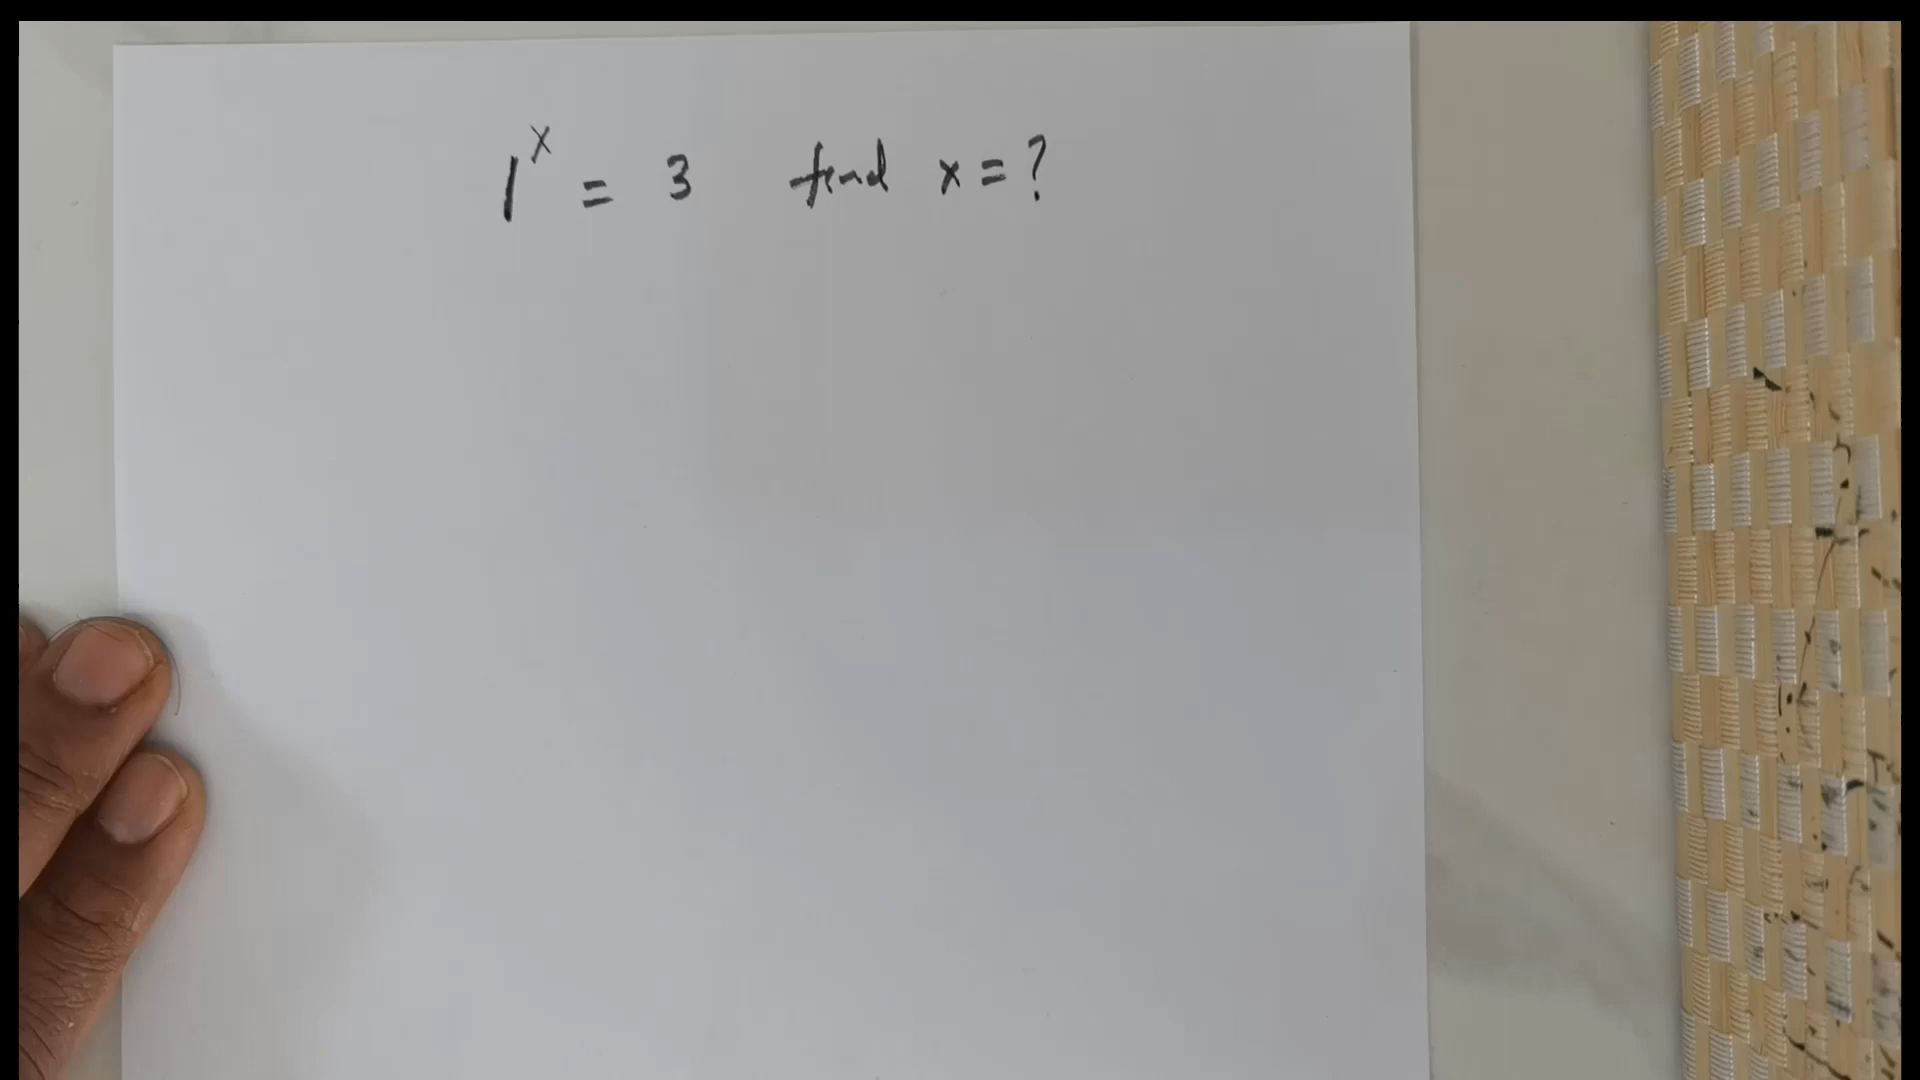 1^x = 3 find x = ?